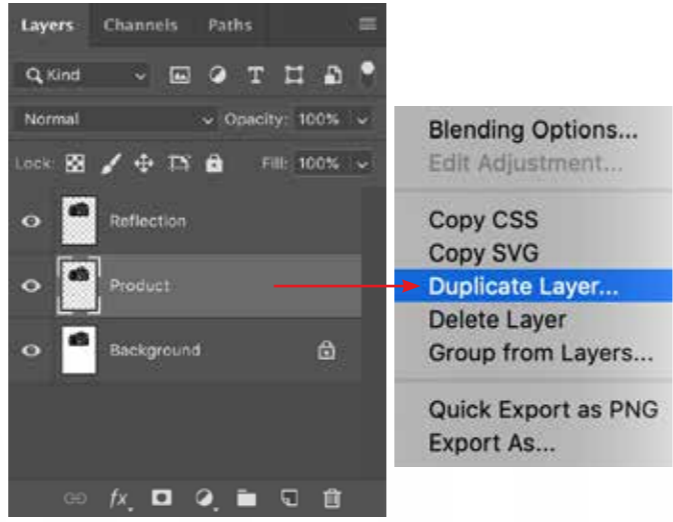 Layers Channels Paths
Kind
Normal Opacity: 100%
Lock: Fill: 100%
Reflection
Product
Background
fx
Blending Options...
Edit Adjustment...
Copy CSS
Copy SVG
Duplicate Layer...
Delete Layer
Group from Layers...
Quick Export as PNG
Export As...